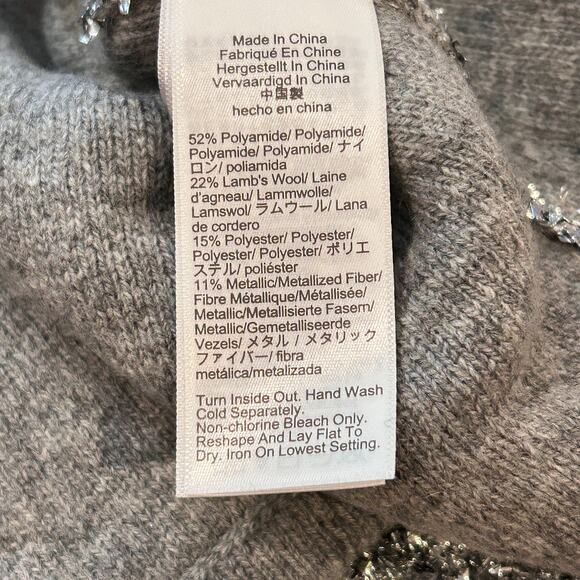 Made In China
Fabriqué En Chine
Hergestellt In China
Vervaardigd In China
中国製
hecho en china
52% Polyamide/ Polyamide/
Polyamide/ Polyamide/ ナイ
ロン/ poliamida
22% Lamb's Wool/ Laine
d'agneau/ Lammwolle/
Lamswol/ ラムウール/ Lana
de cordero
15% Polyester/ Polyester/
Polyester/ Polyester/ ポリエ
ステル/ poliéster
11% Metallic/Metallized Fiber/
Fibre Métallique/Métallisée/
Metallic/Metallisierte Fasern/
Metallic/Gemetalliseerde
Vezels/ メタル / メタリック
ファイバー/ fibra
metálica/metalizada
Turn Inside Out. Hand Wash
Cold Separately.
Non-chlorine Bleach Only.
Reshape And Lay Flat To
Dry. Iron On Lowest Setting.